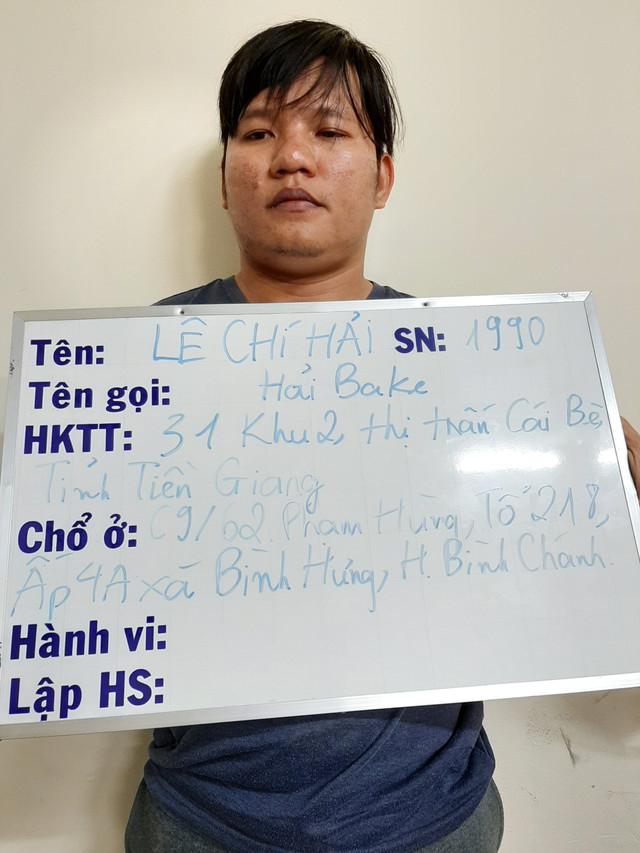 Tên: LÊ CHÍ HẢI SN: 1990
Tên gọi: Hải Bake
HKTT: 31 Khu 2, thị trấn Cái Bè,
Tỉnh Tiền Giang
Chổ ở: C9/62 Phạm Hùng, Tổ 218,
Ấp 4A xã Bình Hưng, H. Bình Chánh.
Hành vi:
Lập HS: